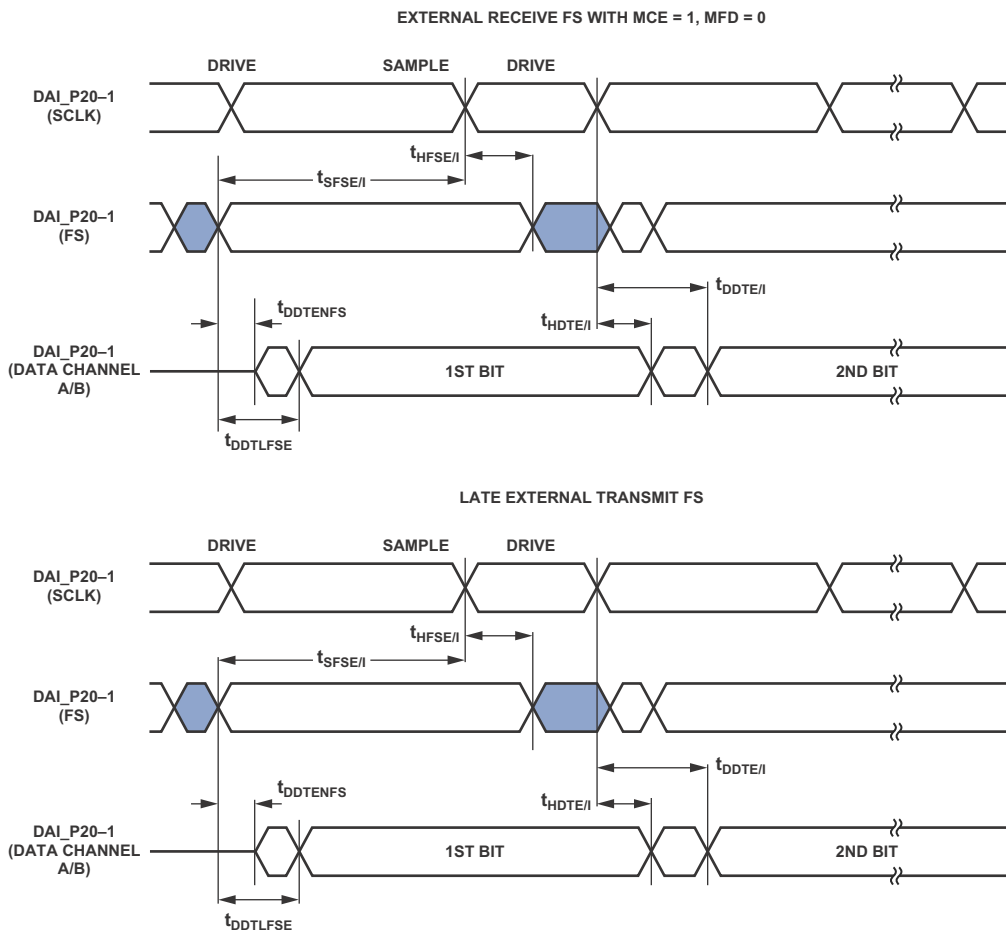 EXTERNAL RECEIVE FS WITH MCE = 1, MFD = 0
DRIVE SAMPLE DRIVE
DAI_P20–1
(SCLK)
tHFSE/I
tSFSE/I
DAI_P20–1
(FS)
tDDTE/I
tDDTENFS
tHDTE/I
DAI_P20–1
(DATA CHANNEL
A/B)
1ST BIT 2ND BIT
tDDTLFSE
LATE EXTERNAL TRANSMIT FS
DRIVE SAMPLE DRIVE
DAI_P20–1
(SCLK)
tHFSE/I
tSFSE/I
DAI_P20–1
(FS)
tDDTE/I
tDDTENFS
tHDTE/I
DAI_P20–1
(DATA CHANNEL
A/B)
1ST BIT 2ND BIT
tDDTLFSE